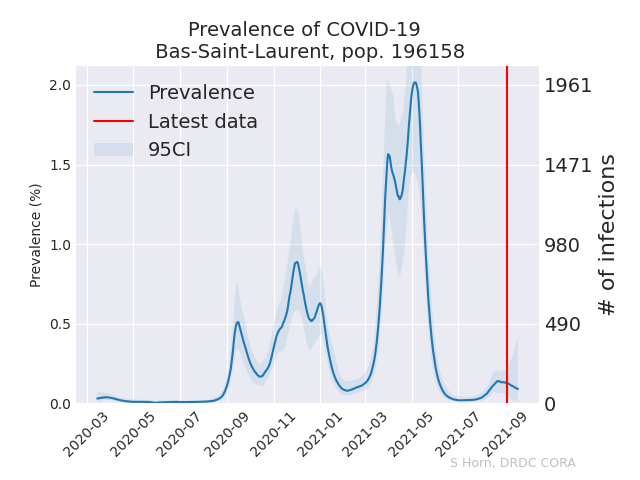 Prevalence of COVID-19
Bas-Saint-Laurent, pop. 196158
Prevalence
Latest data
95CI
Prevalence (%)
2.0
1.5
1.0
0.5
0.0
1961
1471
980
490
0
# of infections
2020-03
2020-05
2020-07
2020-09
2020-11
2021-01
2021-03
2021-05
2021-07
2021-09
S Horn, DRDC CORA